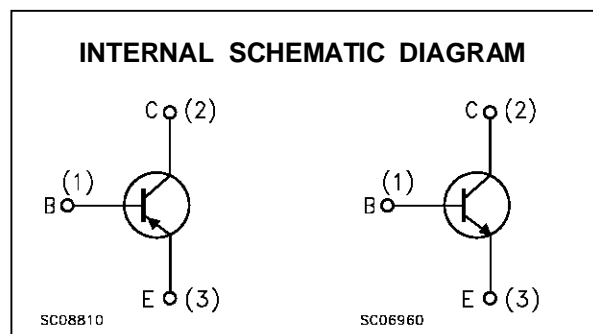 INTERNAL SCHEMATIC DIAGRAM
C (2) C (2)
(1) (1)
B B
E (3) E (3)
SC08810 SC06960